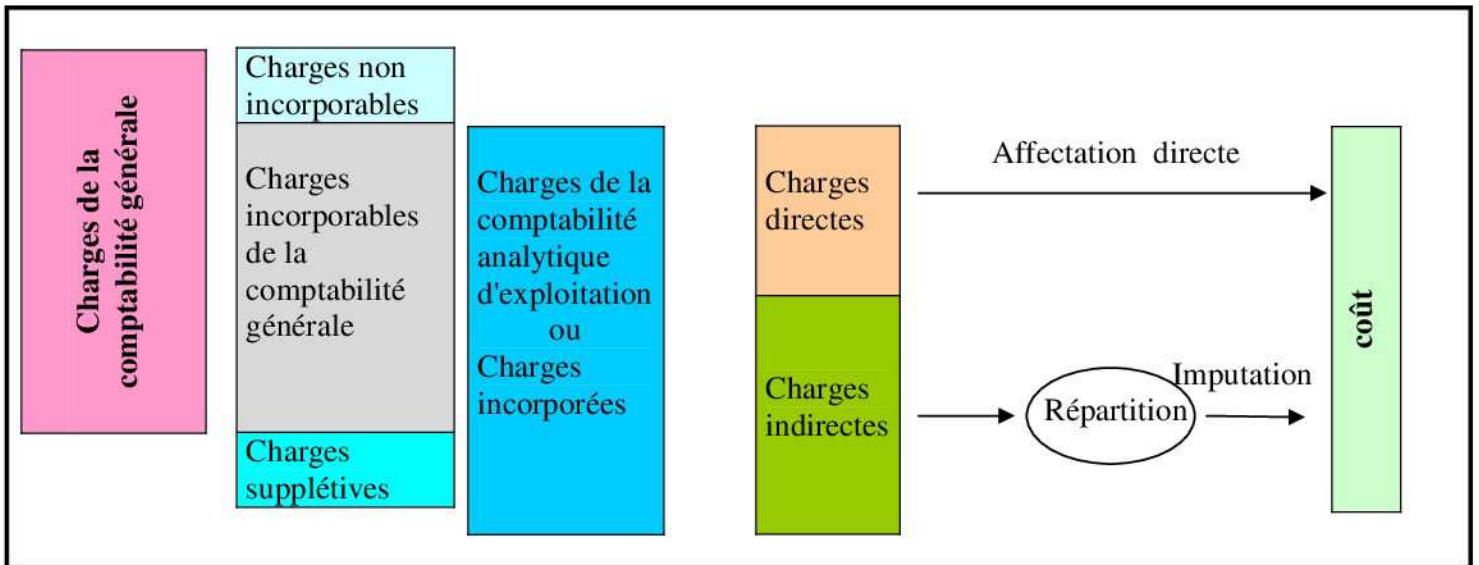 Charges de la
comptabilité générale
Charges non
incorporables
Charges
incorporables
de la
comptabilité
générale
Charges
supplétives
Charges de la
comptabilité
analytique
d'exploitation
ou
Charges
incorporées
Charges
directes
Charges
indirectes
Affectation directe
Répartition
Imputation
coût